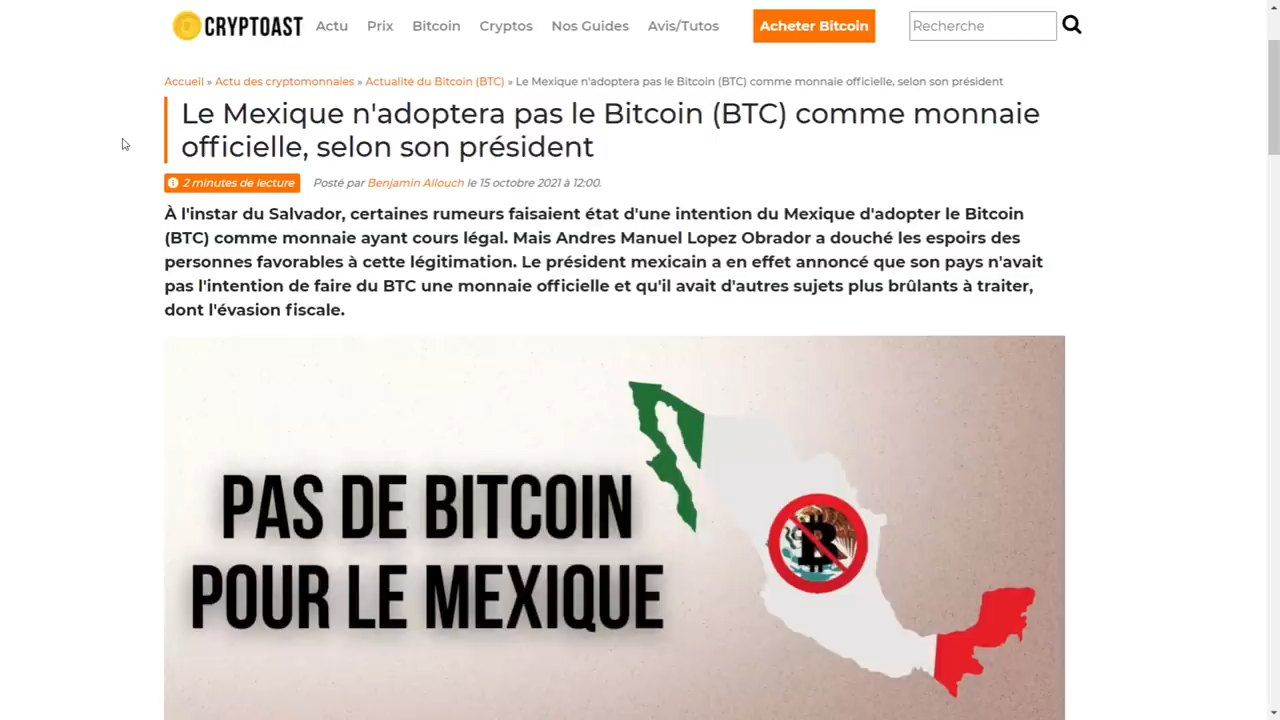 CRYPTOAST Actu Prix Bitcoin Cryptos Nos Guides Avis/Tutos Acheter Bitcoin Recherche
Accueil » Actu des cryptomonnaies » Actualité du Bitcoin (BTC) » Le Mexique n'adoptera pas le Bitcoin (BTC) comme monnaie officielle, selon son président
Le Mexique n'adoptera pas le Bitcoin (BTC) comme monnaie
officielle, selon son président
2 minutes de lecture Posté par Benjamin Allouch le 15 octobre 2021 à 12:00.
À l'instar du Salvador, certaines rumeurs faisaient état d'une intention du Mexique d'adopter le Bitcoin
(BTC) comme monnaie ayant cours légal. Mais Andres Manuel Lopez Obrador a douché les espoirs des
personnes favorables à cette légitimation. Le président mexicain a en effet annoncé que son pays n'avait
pas l'intention de faire du BTC une monnaie officielle et qu'il avait d'autres sujets plus brûlants à traiter,
dont l'évasion fiscale.
PAS DE BITCOIN
POUR LE MEXIQUE